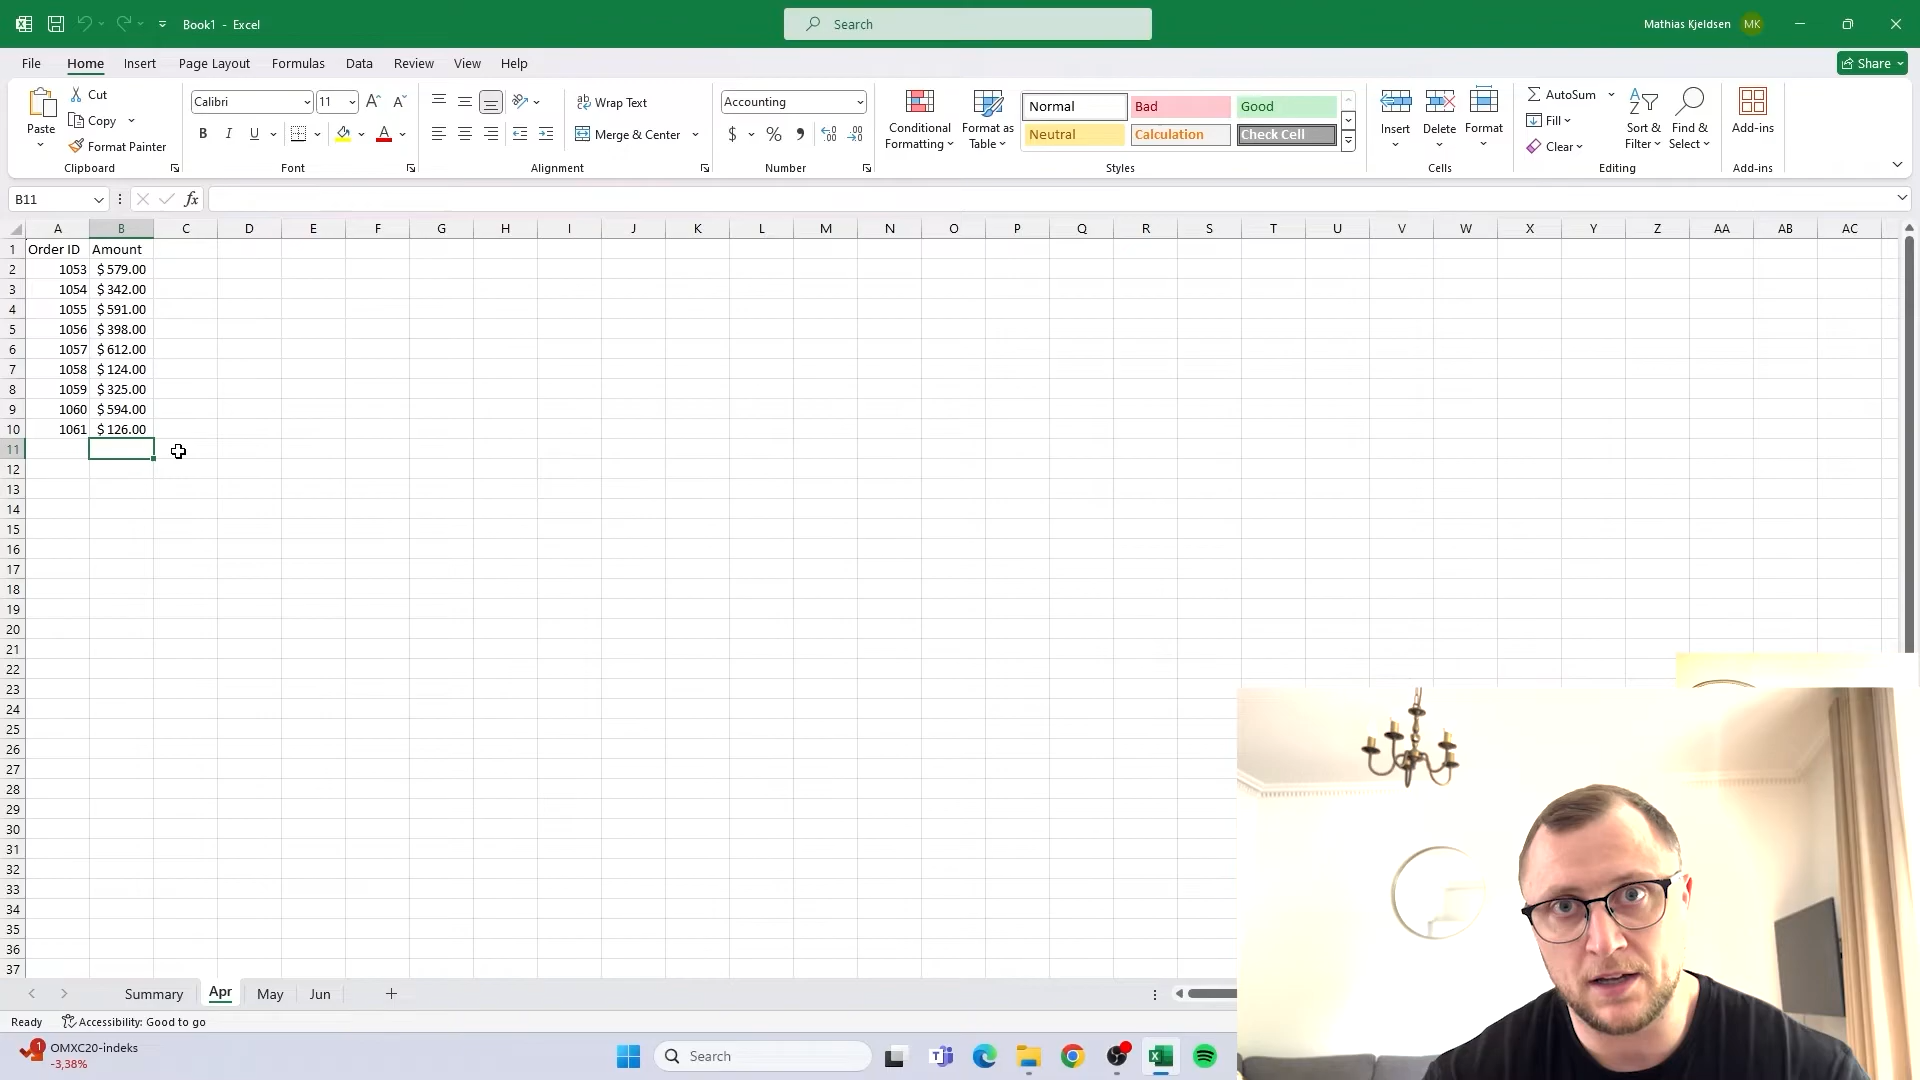 Book1 - Excel
Search
Mathias Kjeldsen MK
File Home Insert Page Layout Formulas Data Review View Help
Share
Paste
Cut
Copy
Format Painter
Clipboard
Calibri 11
B I U
Font
Wrap Text
Merge & Center
Alignment
Accounting
$ % ,
Number
Conditional Formatting
Format as Table
Normal Bad Good
Neutral Calculation Check Cell
Styles
Insert Delete Format
Cells
AutoSum
Fill
Clear
Sort & Filter
Find & Select
Editing
Add-ins
Add-ins
B11 fx
A B C D E F G H I J K L M N O P Q R S T U V W X Y Z AA AB AC
1 Order ID Amount
2 1053 $ 579.00
3 1054 $ 342.00
4 1055 $ 591.00
5 1056 $ 398.00
6 1057 $ 612.00
7 1058 $ 124.00
8 1059 $ 325.00
9 1060 $ 594.00
10 1061 $ 126.00
11
12
13
14
15
16
17
18
19
20
21
22
23
24
25
26
27
28
29
30
31
32
33
34
35
36
37
Summary Apr May Jun
Ready Accessibility: Good to go
1 OMXC20-indeks
-3,38%
Search